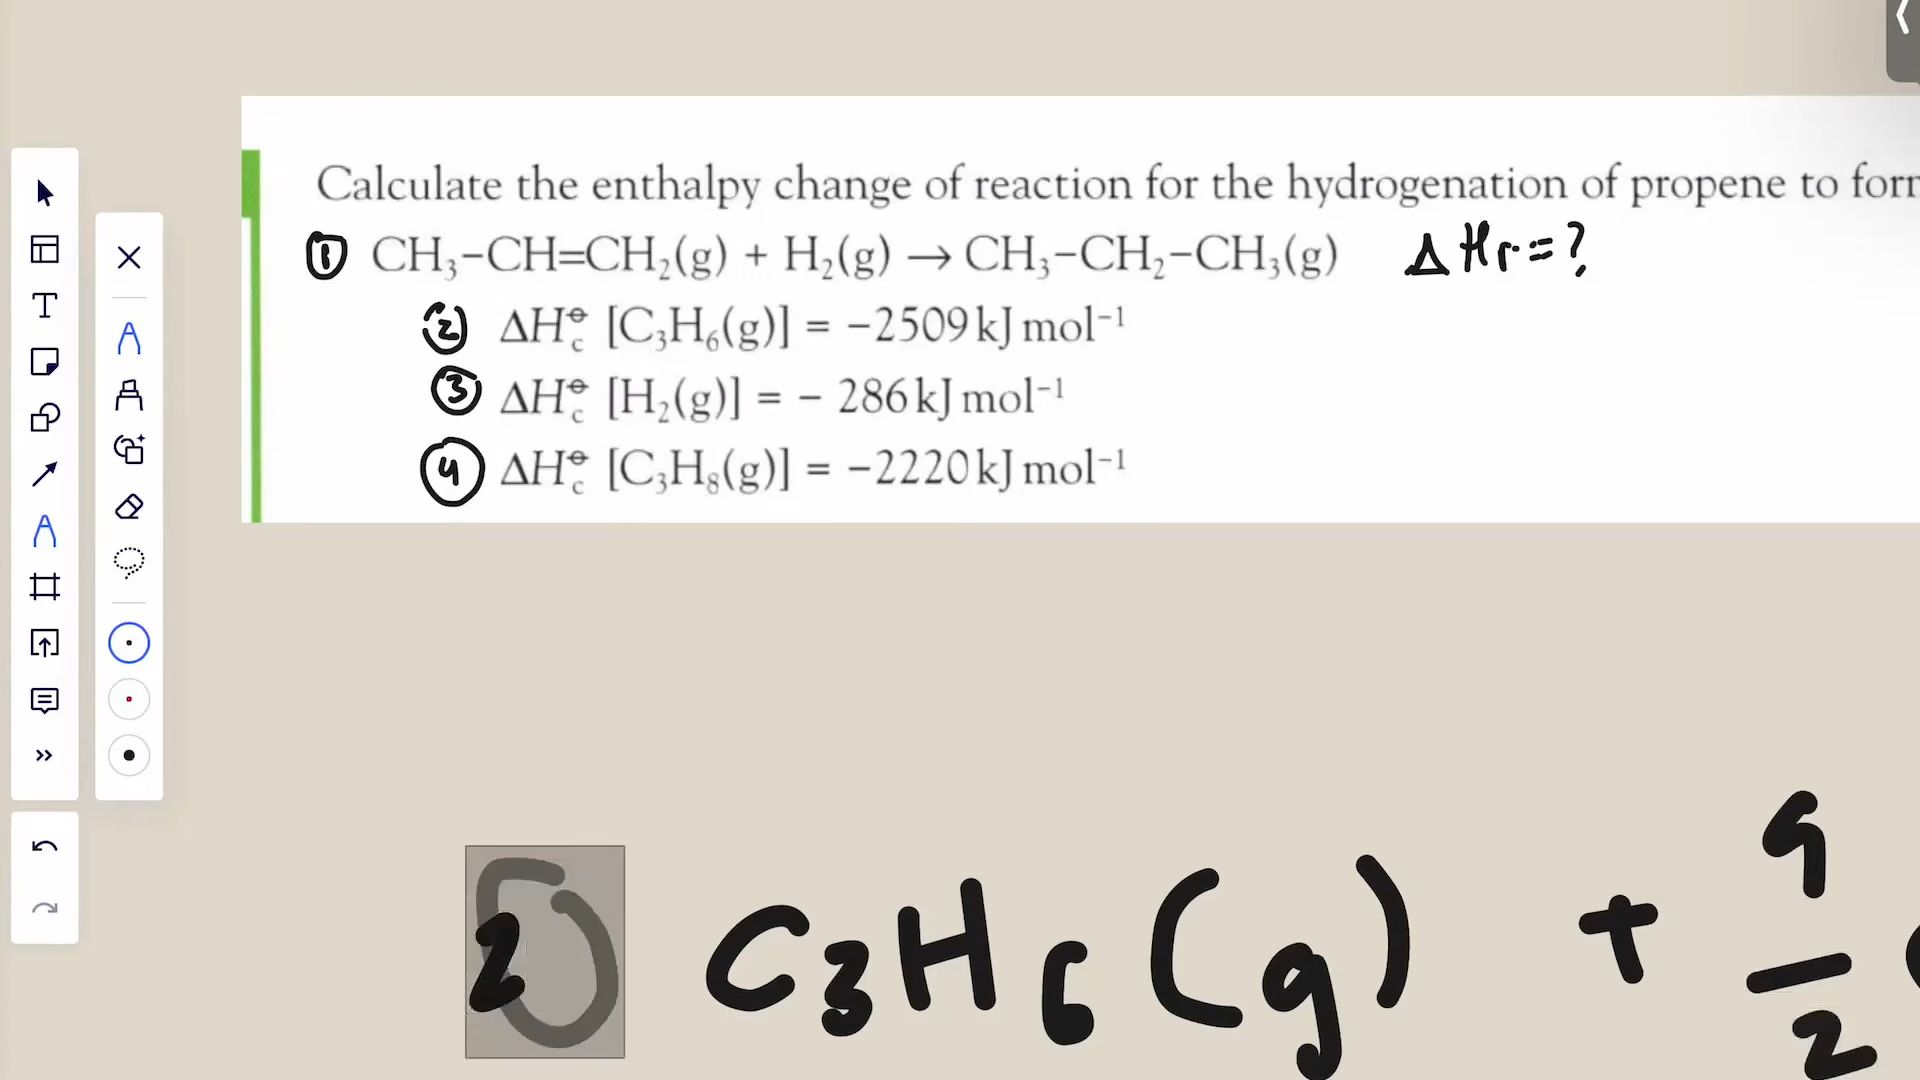 Calculate the enthalpy change of reaction for the hydrogenation of propene to for
① CH₃−CH=CH₂(g) + H₂(g) → CH₃−CH₂−CH₃(g) ΔHr=?
② ΔH⦵c [C₃H₆(g)] = −2509 kJ mol⁻¹
③ ΔH⦵c [H₂(g)] = − 286 kJ mol⁻¹
④ ΔH⦵c [C₃H₈(g)] = −2220 kJ mol⁻¹
2 C₃H₆(g) + 9/2